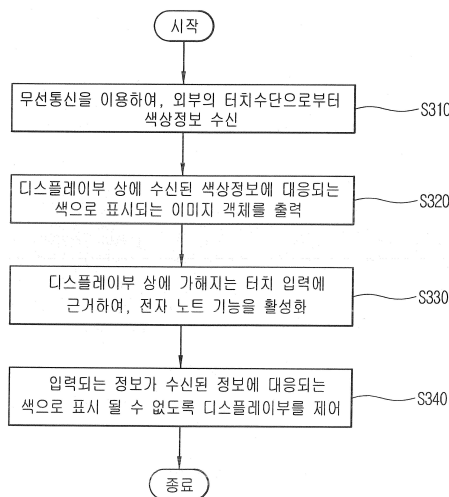 시작
무선통신을 이용하여, 외부의 터치수단으로부터
색상정보 수신
S310
디스플레이부 상에 수신된 색상정보에 대응되는
색으로 표시되는 이미지 객체를 출력
S320
디스플레이부 상에 가해지는 터치 입력에
근거하여, 전자 노트 기능을 활성화
S330
입력되는 정보가 수신된 정보에 대응되는
색으로 표시 될 수 없도록 디스플레이부를 제어
S340
종료